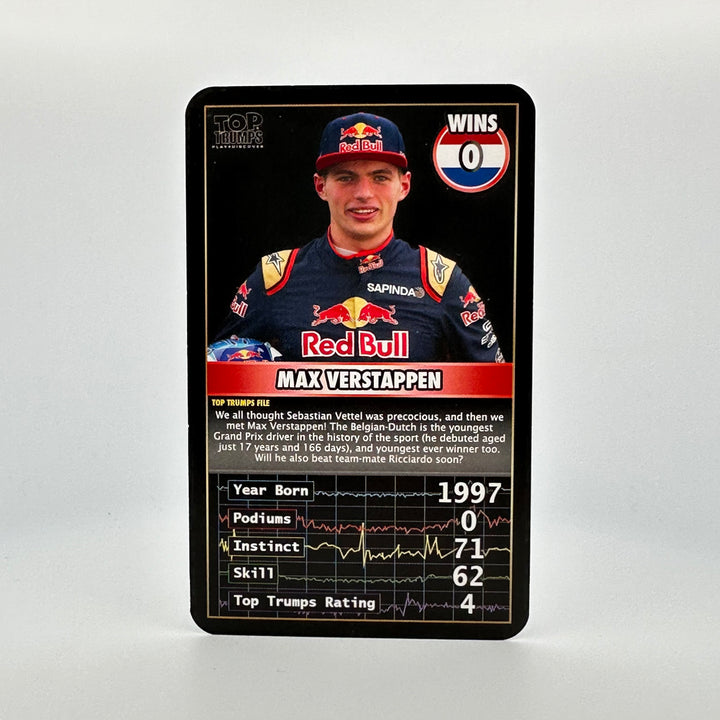 TOP
TRUMPS
PLAY&DISCOVER
WINS
0
Red Bull
Red Bull
SAPINDA
Bull
Red
Red Bull
MAX VERSTAPPEN
TOP TRUMPS FILE
We all thought Sebastian Vettel was precocious, and then we
met Max Verstappen! The Belgian-Dutch is the youngest
Grand Prix driver in the history of the sport (he debuted aged
just 17 years and 166 days), and youngest ever winner too.
Will he also beat team-mate Ricciardo soon?
Year Born 1997
Podiums 0
Instinct 71
Skill 62
Top Trumps Rating 4